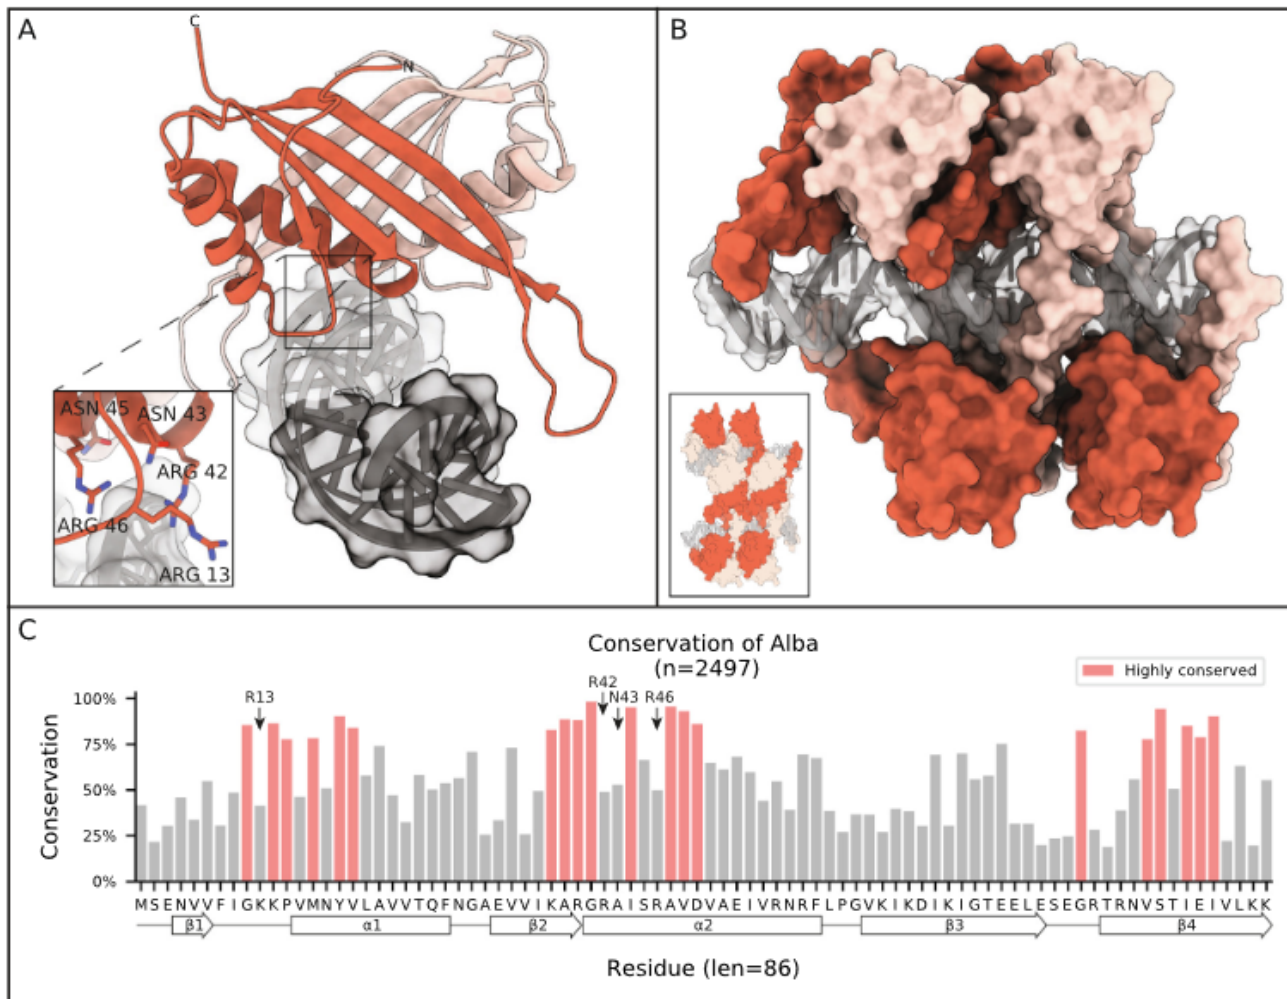 A
C
N
ASN 45
ASN 43
ARG 42
ARG 46
ARG 13
B
C
Conservation of Alba
(n=2497)
Highly conserved
Conservation
100%
75%
50%
25%
0%
R13
R42
N43
R46
M S E N V V F I G K K P V M N Y V L A V V T Q F N G A E V V I K A R G R A I S R A V D V A E I V R N R F L P G V K I K D I K I G T E E L E S E G R T R N V S T I E I V L K K
β1 α1 β2 α2 β3 β4
Residue (len=86)